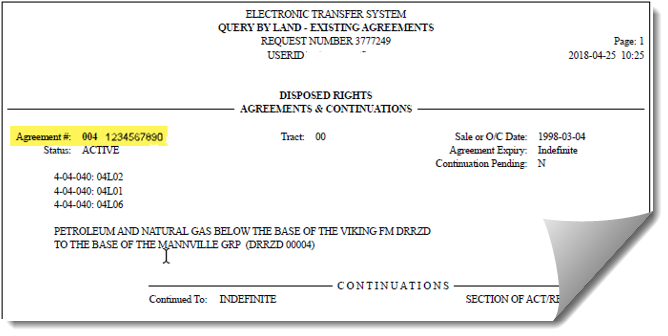 ELECTRONIC TRANSFER SYSTEM
QUERY BY LAND - EXISTING AGREEMENTS
REQUEST NUMBER 3777249 Page: 1
USERID 2018-04-25 10:25
DISPOSED RIGHTS
AGREEMENTS & CONTINUATIONS
Agreement #: 004 1234567890 Tract: 00 Sale or O/C Date: 1998-03-04
Status: ACTIVE Agreement Expiry: Indefinite
Continuation Pending: N
4-04-040: 04L02
4-04-040: 04L01
4-04-040: 04L06
PETROLEUM AND NATURAL GAS BELOW THE BASE OF THE VIKING FM DRRZD
TO THE BASE OF THE MANNVILLE GRP (DRRZD 00004)
CONTINUATIONS
Continued To: INDEFINITE SECTION OF ACT/RE